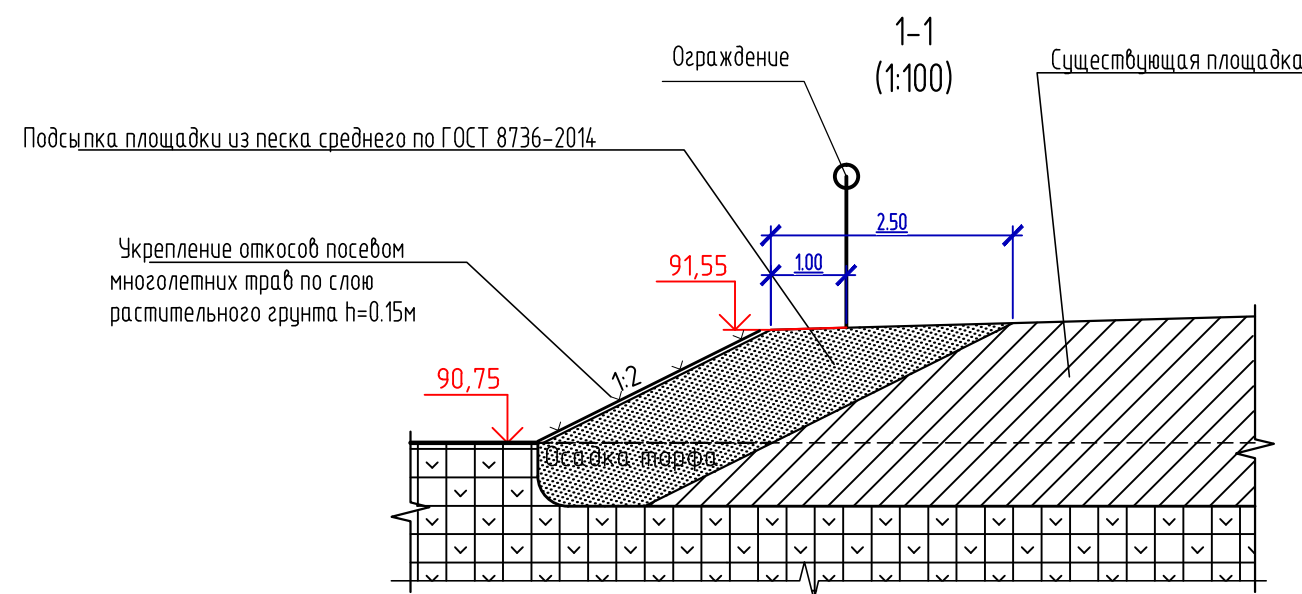 1-1
(1:100)
Ограждение
Существующая площадка
Подсыпка площадки из песка среднего по ГОСТ 8736-2014
2.50
Укрепление откосов посевом
многолетних трав по слою
растительного грунта h=0.15м
1.00
91,55
90,75
1:2
Осадка торфа